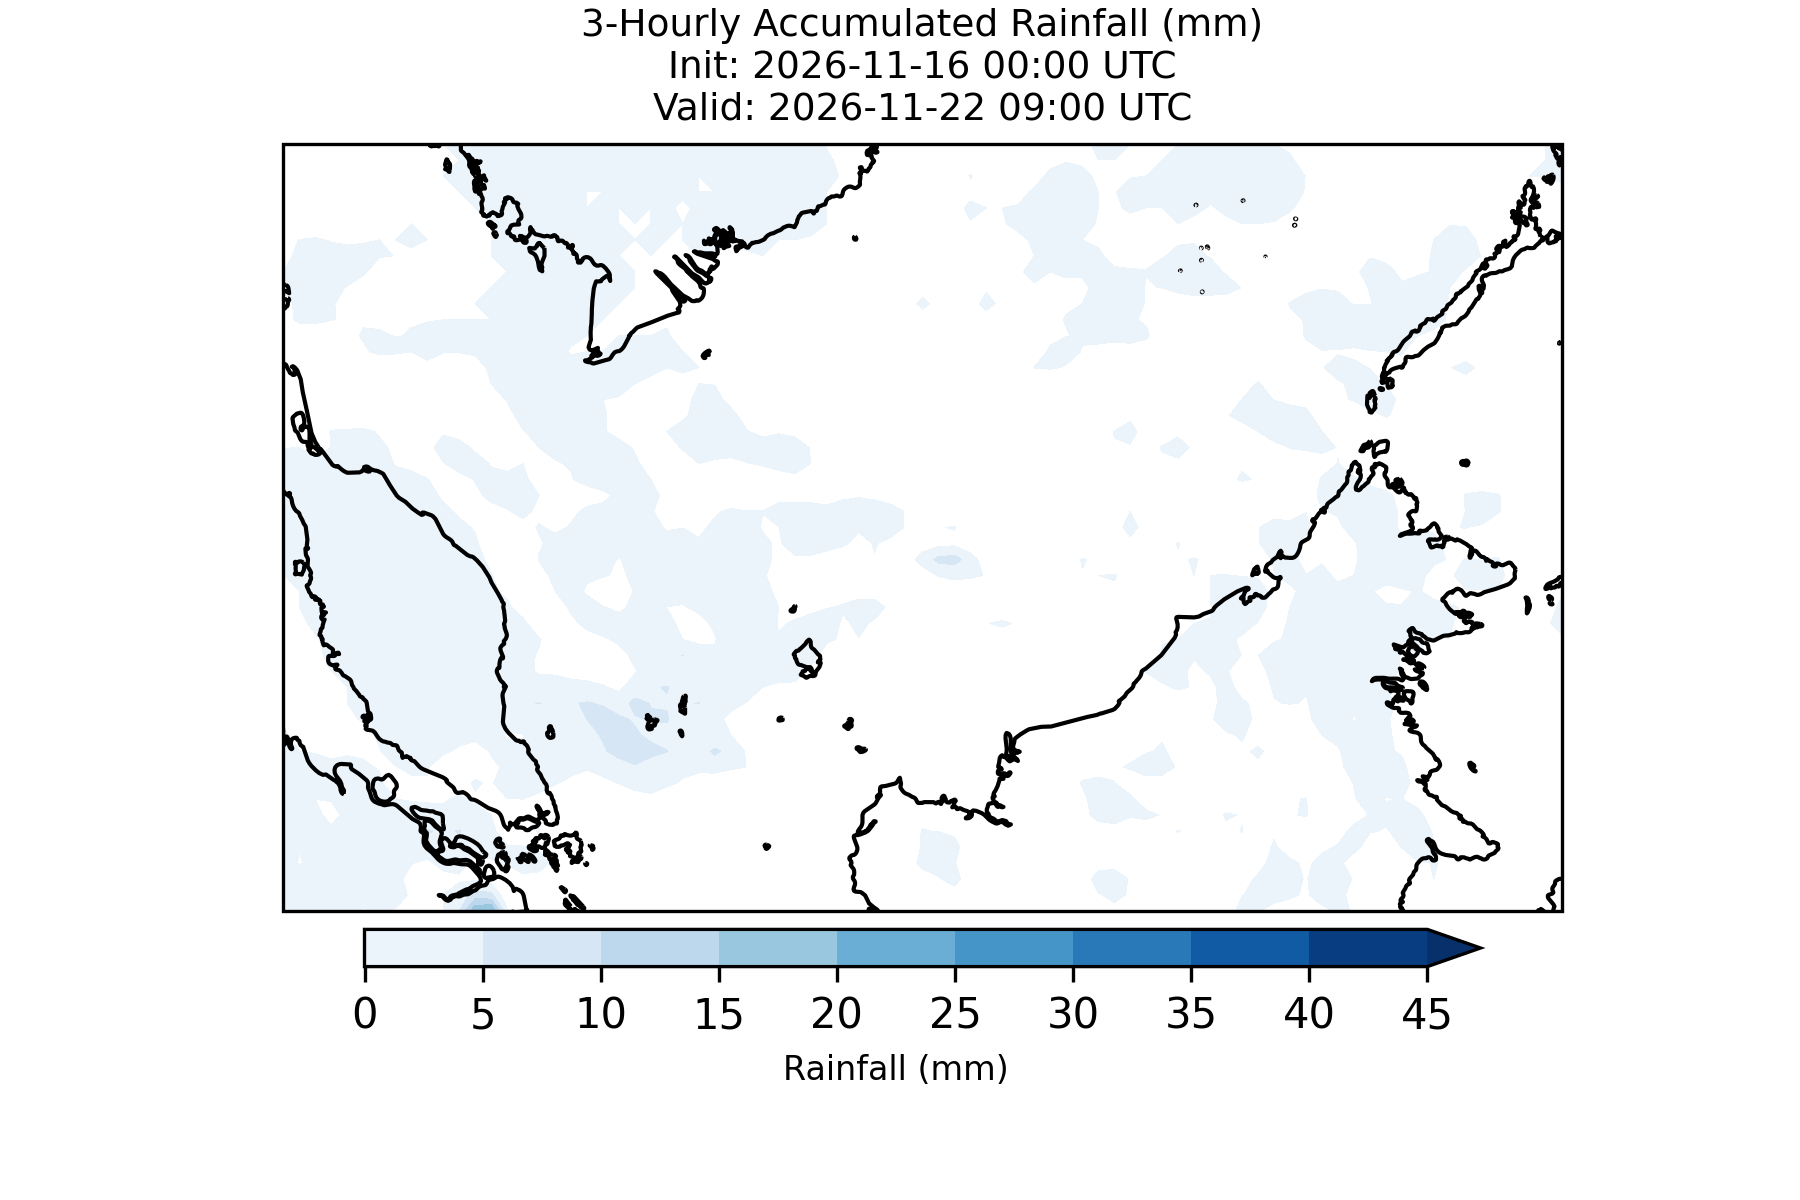 3-Hourly Accumulated Rainfall (mm)
Init: 2026-11-16 00:00 UTC
Valid: 2026-11-22 09:00 UTC
0 5 10 15 20 25 30 35 40 45
Rainfall (mm)